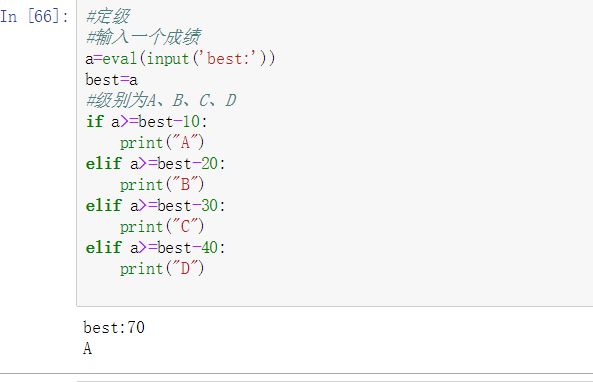 In [66]:
#定级
#输入一个成绩
a=eval(input('best:'))
best=a
#级别为A、B、C、D
if a>=best-10:
    print("A")
elif a>=best-20:
    print("B")
elif a>=best-30:
    print("C")
elif a>=best-40:
    print("D")
best:70
A